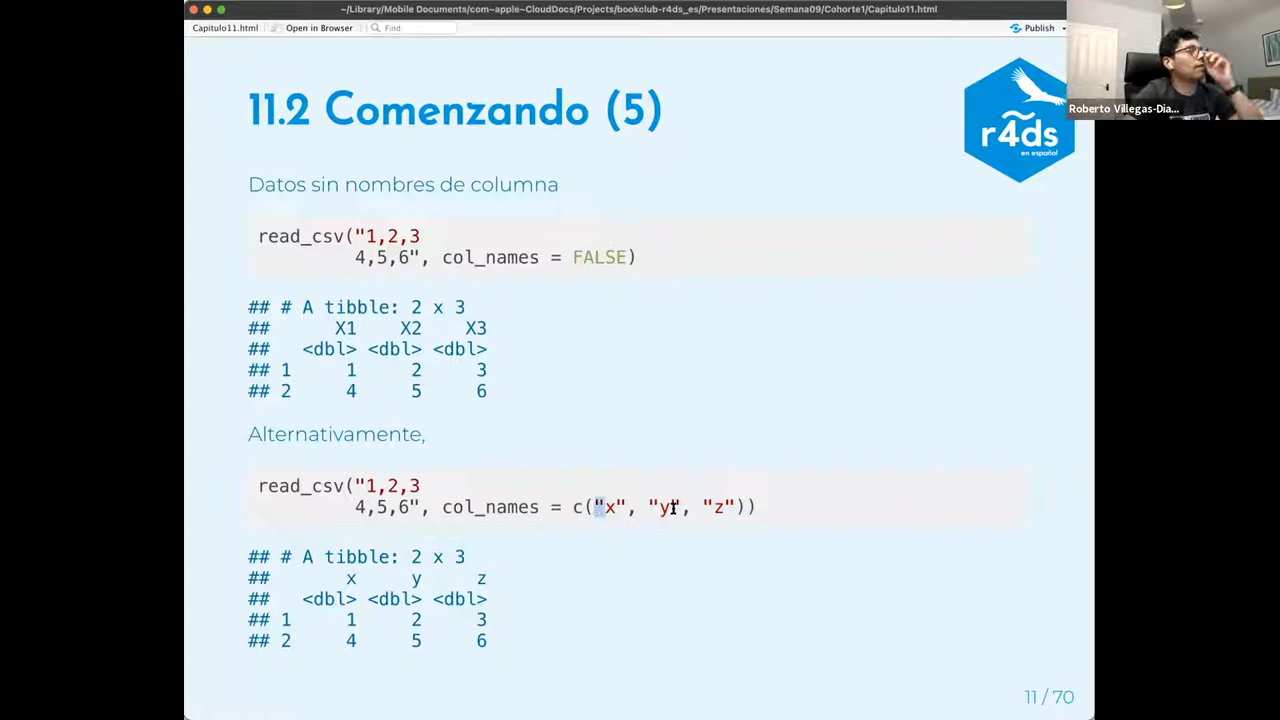 ~/Library/Mobile Documents/com~apple~CloudDocs/Projects/bookclub-r4ds_es/Presentaciones/Semana09/Cohorte1/Capitulo11.html
Capitulo11.html
Open in Browser
Find
Publish
Roberto Villegas-Dia...
11.2 Comenzando (5)
r4ds
en español
Datos sin nombres de columna
read_csv("1,2,3
4,5,6", col_names = FALSE)
## # A tibble: 2 x 3
##      X1    X2    X3
##   <dbl> <dbl> <dbl>
## 1     1     2     3
## 2     4     5     6
Alternativamente,
read_csv("1,2,3
4,5,6", col_names = c("x", "y", "z"))
## # A tibble: 2 x 3
##       x     y     z
##   <dbl> <dbl> <dbl>
## 1     1     2     3
## 2     4     5     6
11 / 70